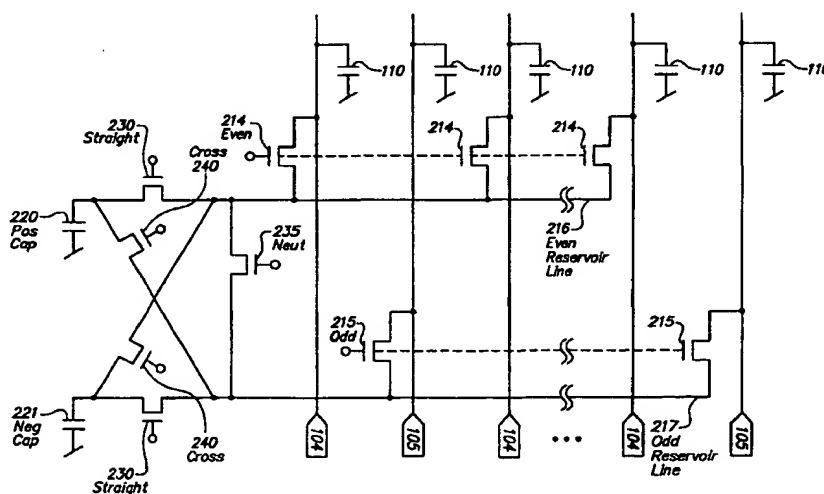 110
110
110
110
110
214
Even
214
214
230
Straight
Cross
240
220
Pos
Cap
235
Neut
216
Even
Reservoir
Line
215
Odd
215
221
Neg
Cap
240
Cross
230
Straight
217
Odd
Reservoir
Line
104
105
104
•••
104
105